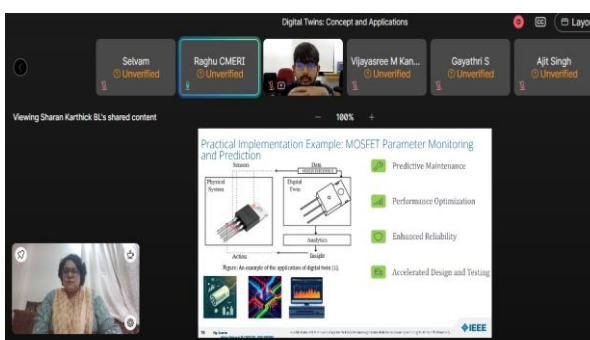 Digital Twins: Concept and Applications
Layo
Selvam
Unverified
Raghu CMERI
Unverified
Vijayasree M Kan...
Unverified
Gayathri S
Unverified
Ajit Singh
Unverified
Viewing Sharan Karthick BL's shared content
100%
Practical Implementation Example: MOSFET Parameter Monitoring
and Prediction
Sensors
Data
Physical
System
Digital
Twin
Analytics
Action
Insight
Figure: An example of the application of digital twin [1].
Predictive Maintenance
Performance Optimization
Enhanced Reliability
Accelerated Design and Testing
IEEE